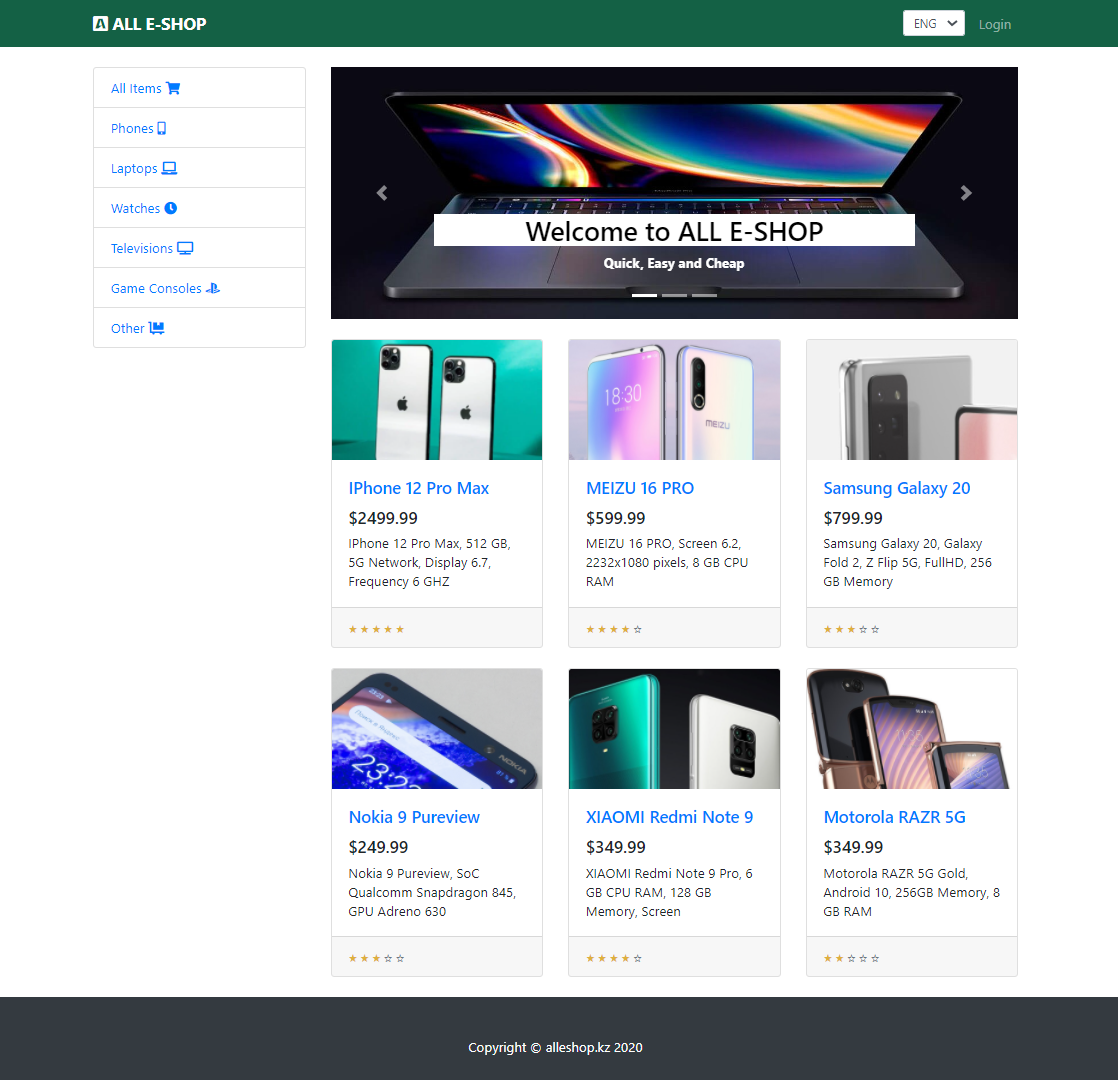 ALL E-SHOP
ENG
Login
All Items
Phones
Laptops
Watches
Televisions
Game Consoles
Other
Welcome to ALL E-SHOP
Quick, Easy and Cheap
18:30
MEIZU
IPhone 12 Pro Max
$2499.99
IPhone 12 Pro Max, 512 GB,
5G Network, Display 6.7,
Frequency 6 GHZ
MEIZU 16 PRO
$599.99
MEIZU 16 PRO, Screen 6.2,
2232x1080 pixels, 8 GB CPU
RAM
Samsung Galaxy 20
$799.99
Samsung Galaxy 20, Galaxy
Fold 2, Z Flip 5G, FullHD, 256
GB Memory
NOKIA
Nokia 9 Pureview
$249.99
Nokia 9 Pureview, SoC
Qualcomm Snapdragon 845,
GPU Adreno 630
XIAOMI Redmi Note 9
$349.99
XIAOMI Redmi Note 9 Pro, 6
GB CPU RAM, 128 GB
Memory, Screen
Motorola RAZR 5G
$349.99
Motorola RAZR 5G Gold,
Android 10, 256GB Memory, 8
GB RAM
Copyright © alleshop.kz 2020